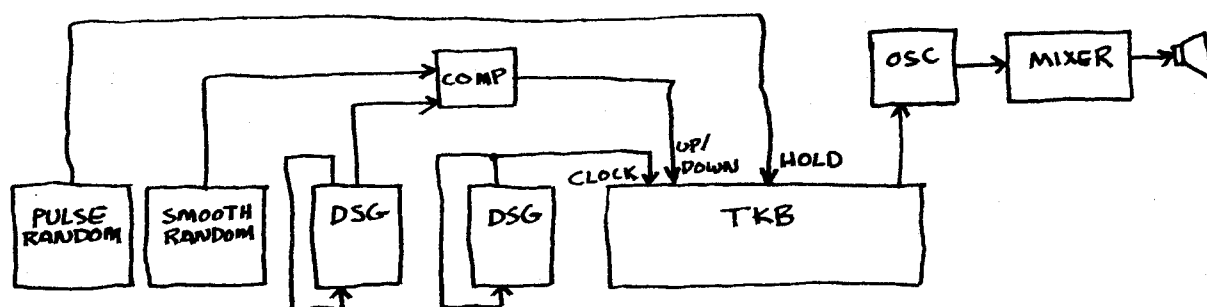 OSC
MIXER
COMP
UP/
DOWN
HOLD
CLOCK
PULSE
RANDOM
SMOOTH
RANDOM
DSG
DSG
TKB